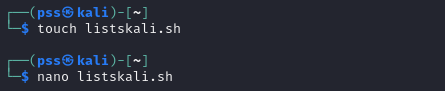 ┌──(pss㉿kali)-[~]
└─$ touch listskali.sh
┌──(pss㉿kali)-[~]
└─$ nano listskali.sh